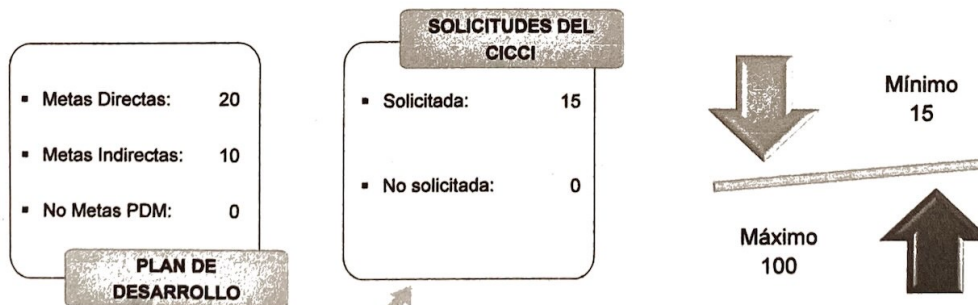 ▪ Metas Directas: 20
▪ Metas Indirectas: 10
▪ No Metas PDM: 0
PLAN DE
DESARROLLO
SOLICITUDES DEL
CICCI
▪ Solicitada: 15
▪ No solicitada: 0
Mínimo
15
Máximo
100